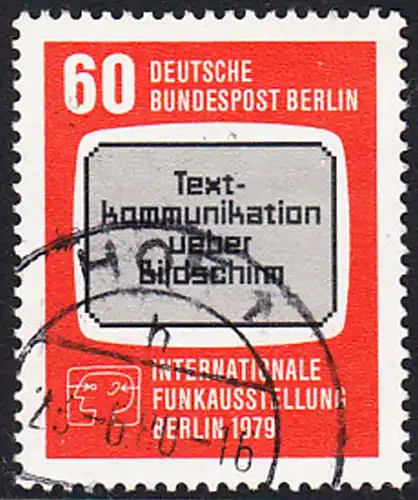 60 DEUTSCHE
BUNDESPOST BERLIN
Text-
kommunikation
ueber
Bildschirm
INTERNATIONALE
FUNKAUSSTELLUNG
BERLIN 1979
h